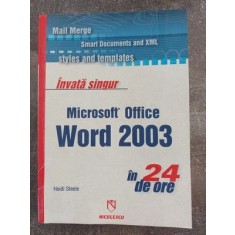 Mail Merge
Smart Documents and XML
styles and templates
Învață singur
Microsoft® Office
Word 2003
în 24
de ore
Heidi Steele
NICULESCU